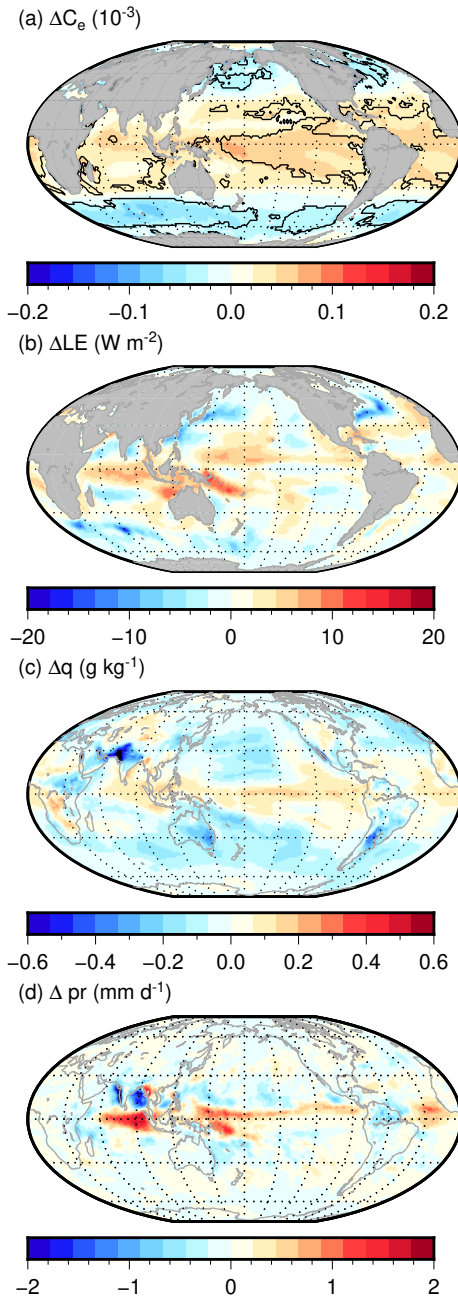 (a) ΔCe (10-3)
−0.2 −0.1 0.0 0.1 0.2
(b) ΔLE (W m-2)
−20 −10 0 10 20
(c) Δq (g kg-1)
−0.6 −0.4 −0.2 0.0 0.2 0.4 0.6
(d) Δ pr (mm d-1)
−2 −1 0 1 2